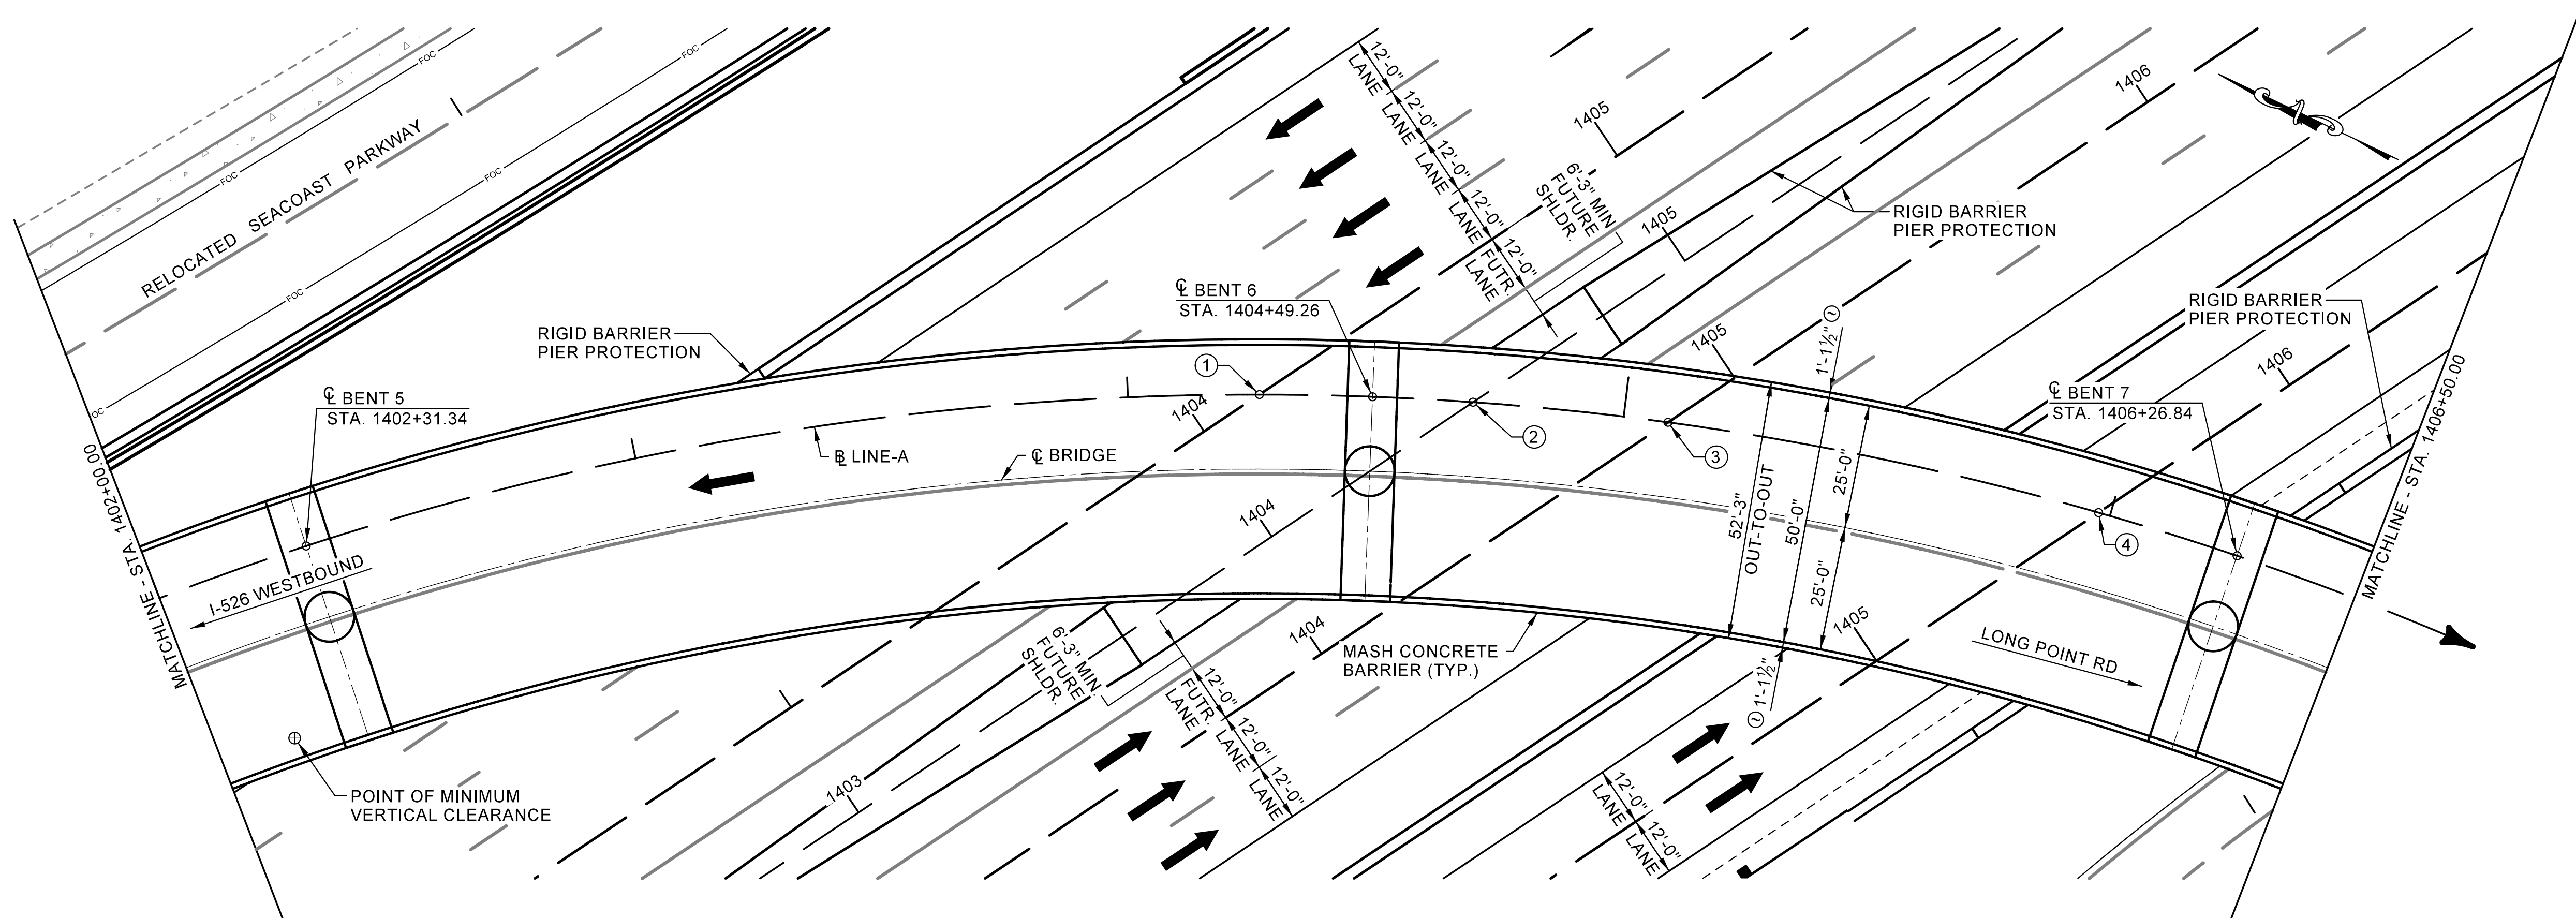 FOC
FOC
FOC
FOC
FOC
OC
RELOCATED SEACOAST PARKWAY
MATCHLINE - STA. 1402+00.00
℄ BENT 5
STA. 1402+31.34
I-526 WESTBOUND
POINT OF MINIMUM
VERTICAL CLEARANCE
RIGID BARRIER
PIER PROTECTION
℄ BENT 6
STA. 1404+49.26
1
BL LINE-A
℄ BRIDGE
1404
1404
1404
1403
12'-0"
LANE
12'-0"
LANE
12'-0"
LANE
12'-0"
LANE
12'-0"
FUTR.
LANE
6'-3" MIN
FUTURE
SHLDR.
1405
1405
1405
1406
RIGID BARRIER
PIER PROTECTION
2
3
4
1'-1½" 1
52'-3"
OUT-TO-OUT
50'-0"
25'-0"
25'-0"
1 1'-1½"
1405
℄ BENT 7
STA. 1406+26.84
1406
RIGID BARRIER
PIER PROTECTION
MATCHLINE - STA. 1406+50.00
LONG POINT RD
MASH CONCRETE
BARRIER (TYP.)
6'-3" MIN.
FUTURE
SHLDR.
12'-0"
FUTR.
LANE
12'-0"
LANE
12'-0"
LANE
12'-0"
LANE
12'-0"
LANE